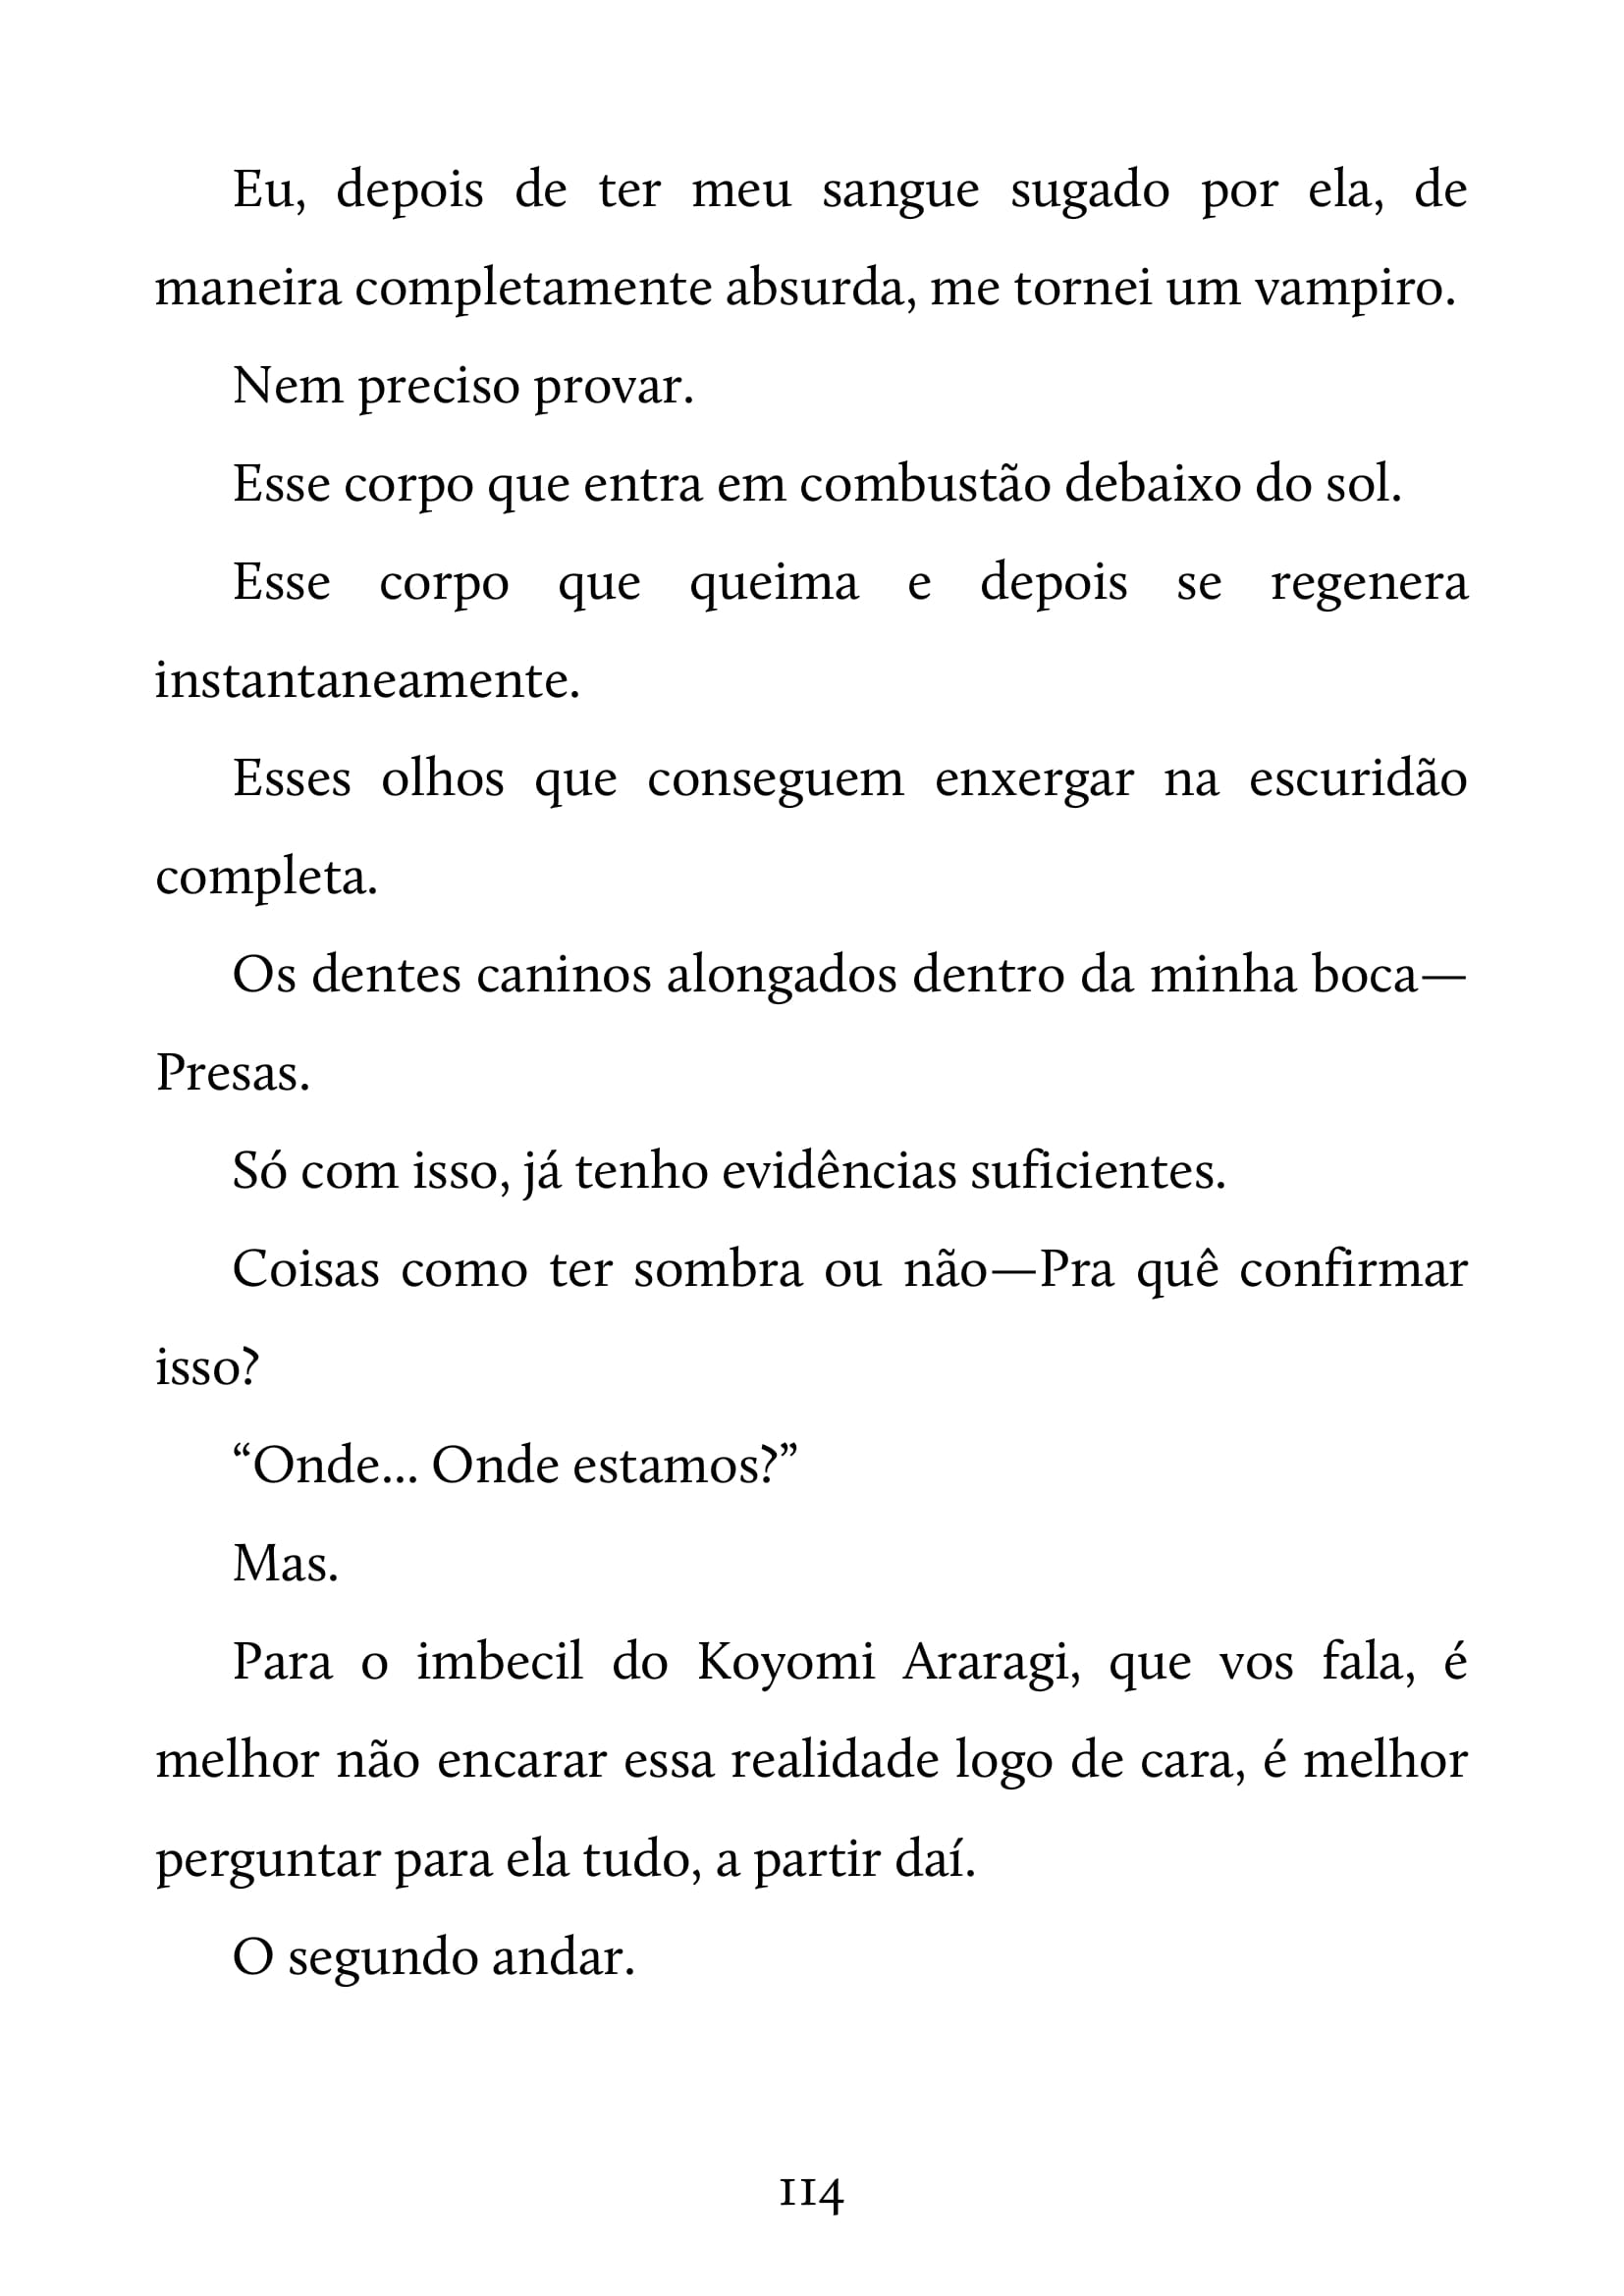 Eu, depois de ter meu sangue sugado por ela, de
maneira completamente absurda, me tornei um vampiro.
Nem preciso provar.
Esse corpo que entra em combustão debaixo do sol.
Esse corpo que queima e depois se regenera
instantaneamente.
Esses olhos que conseguem enxergar na escuridão
completa.
Os dentes caninos alongados dentro da minha boca—
Presas.
Só com isso, já tenho evidências suficientes.
Coisas como ter sombra ou não—Pra quê confirmar
isso?
“Onde... Onde estamos?”
Mas.
Para o imbecil do Koyomi Araragi, que vos fala, é
melhor não encarar essa realidade logo de cara, é melhor
perguntar para ela tudo, a partir daí.
O segundo andar.
114